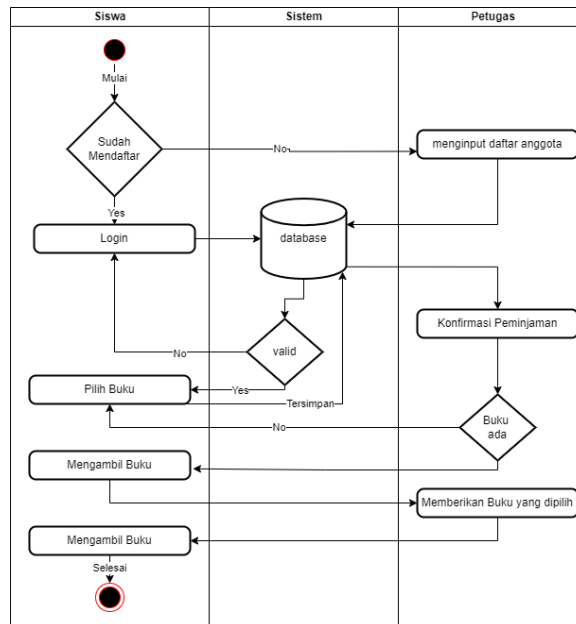 Siswa
Sistem
Petugas
Mulai
Sudah
Mendaftar
No
menginput daftar anggota
Yes
Login
database
Konfirmasi Peminjaman
valid
No
Pilih Buku
Yes
Tersimpan
Buku
ada
No
Mengambil Buku
Memberikan Buku yang dipilih
Mengambil Buku
Selesai